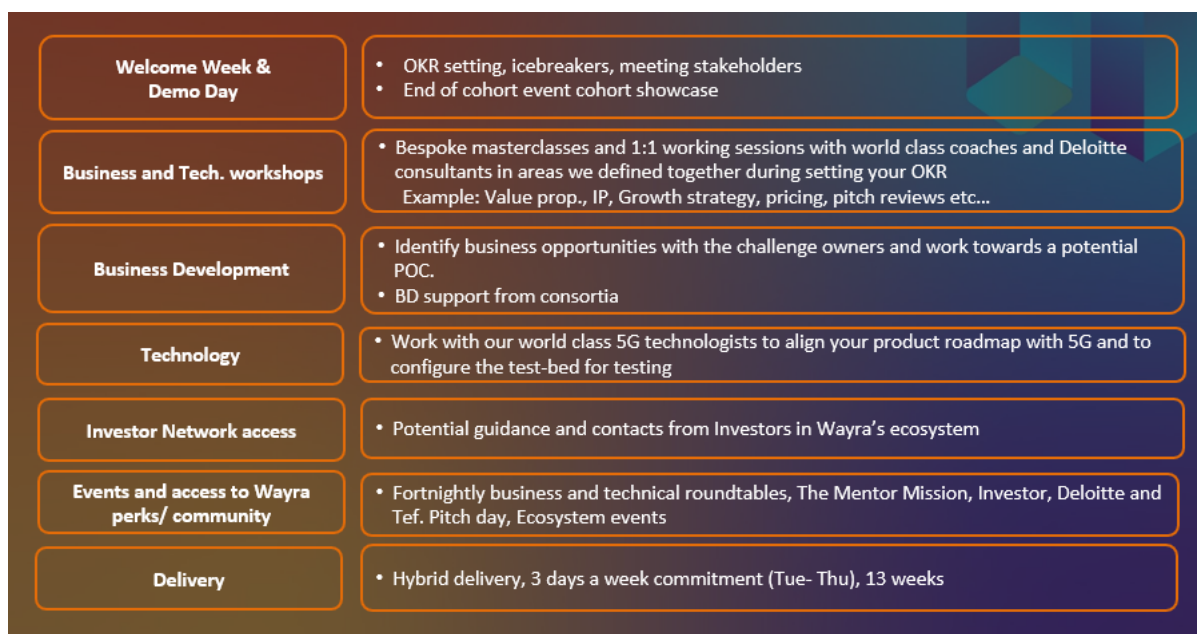 Welcome Week &
Demo Day
• OKR setting, icebreakers, meeting stakeholders
• End of cohort event cohort showcase
Business and Tech. workshops
• Bespoke masterclasses and 1:1 working sessions with world class coaches and Deloitte
consultants in areas we defined together during setting your OKR
Example: Value prop., IP, Growth strategy, pricing, pitch reviews etc...
Business Development
• Identify business opportunities with the challenge owners and work towards a potential
POC.
• BD support from consortia
Technology
• Work with our world class 5G technologists to align your product roadmap with 5G and to
configure the test-bed for testing
Investor Network access
• Potential guidance and contacts from Investors in Wayra's ecosystem
Events and access to Wayra
perks/ community
• Fortnightly business and technical roundtables, The Mentor Mission, Investor, Deloitte and
Tef. Pitch day, Ecosystem events
Delivery
• Hybrid delivery, 3 days a week commitment (Tue- Thu), 13 weeks